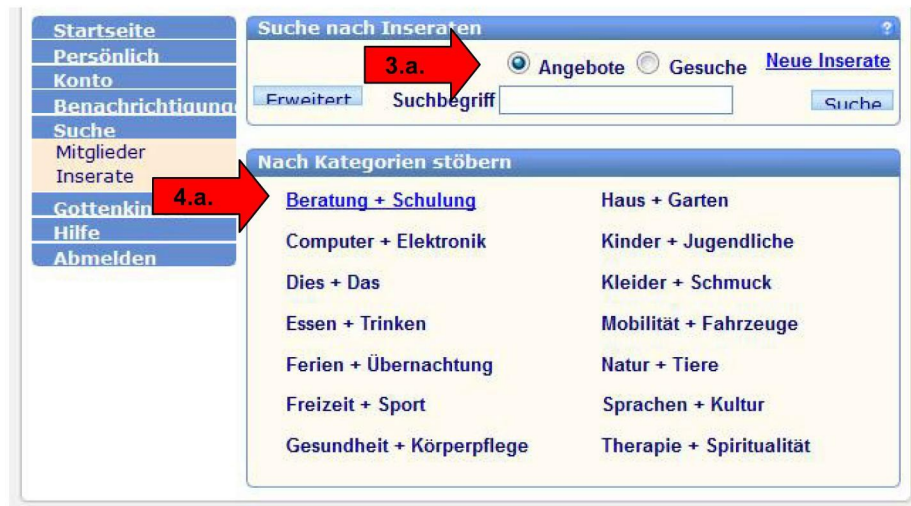 Startseite
Persönlich
Konto
Benachrichtigung
Suche
Mitglieder
Inserate
Hilfe
Abmelden
Suche nach Inseraten ?
3.a. Angebote Gesuche Neue Inserate
Erweitert Suchbegriff Suche
Nach Kategorien stöbern
4.a. Beratung + Schulung Haus + Garten
Computer + Elektronik Kinder + Jugendliche
Dies + Das Kleider + Schmuck
Essen + Trinken Mobilität + Fahrzeuge
Ferien + Übernachtung Natur + Tiere
Freizeit + Sport Sprachen + Kultur
Gesundheit + Körperpflege Therapie + Spiritualität